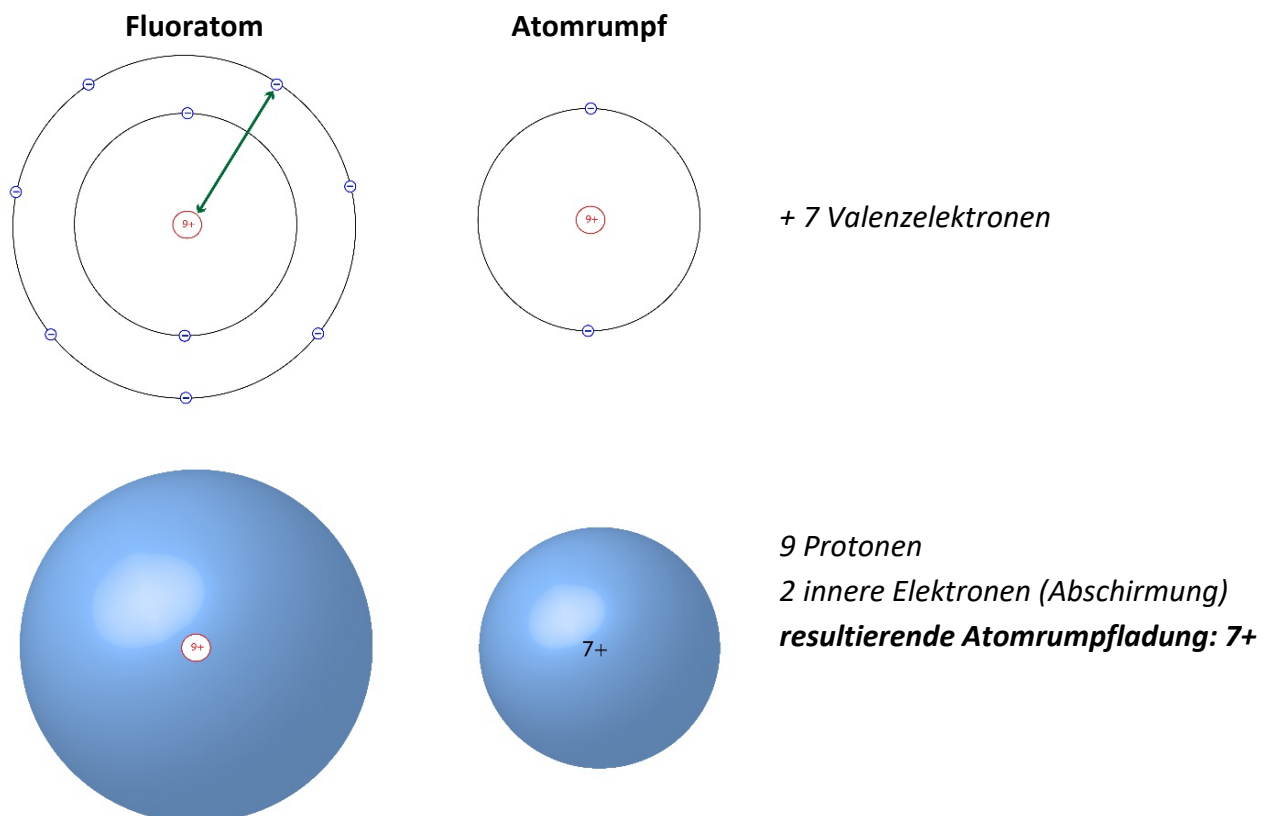 Fluoratom
Atomrumpf
9+
9+
+ 7 Valenzelektronen
9+
7+
9 Protonen
2 innere Elektronen (Abschirmung)
resultierende Atomrumpfladung: 7+